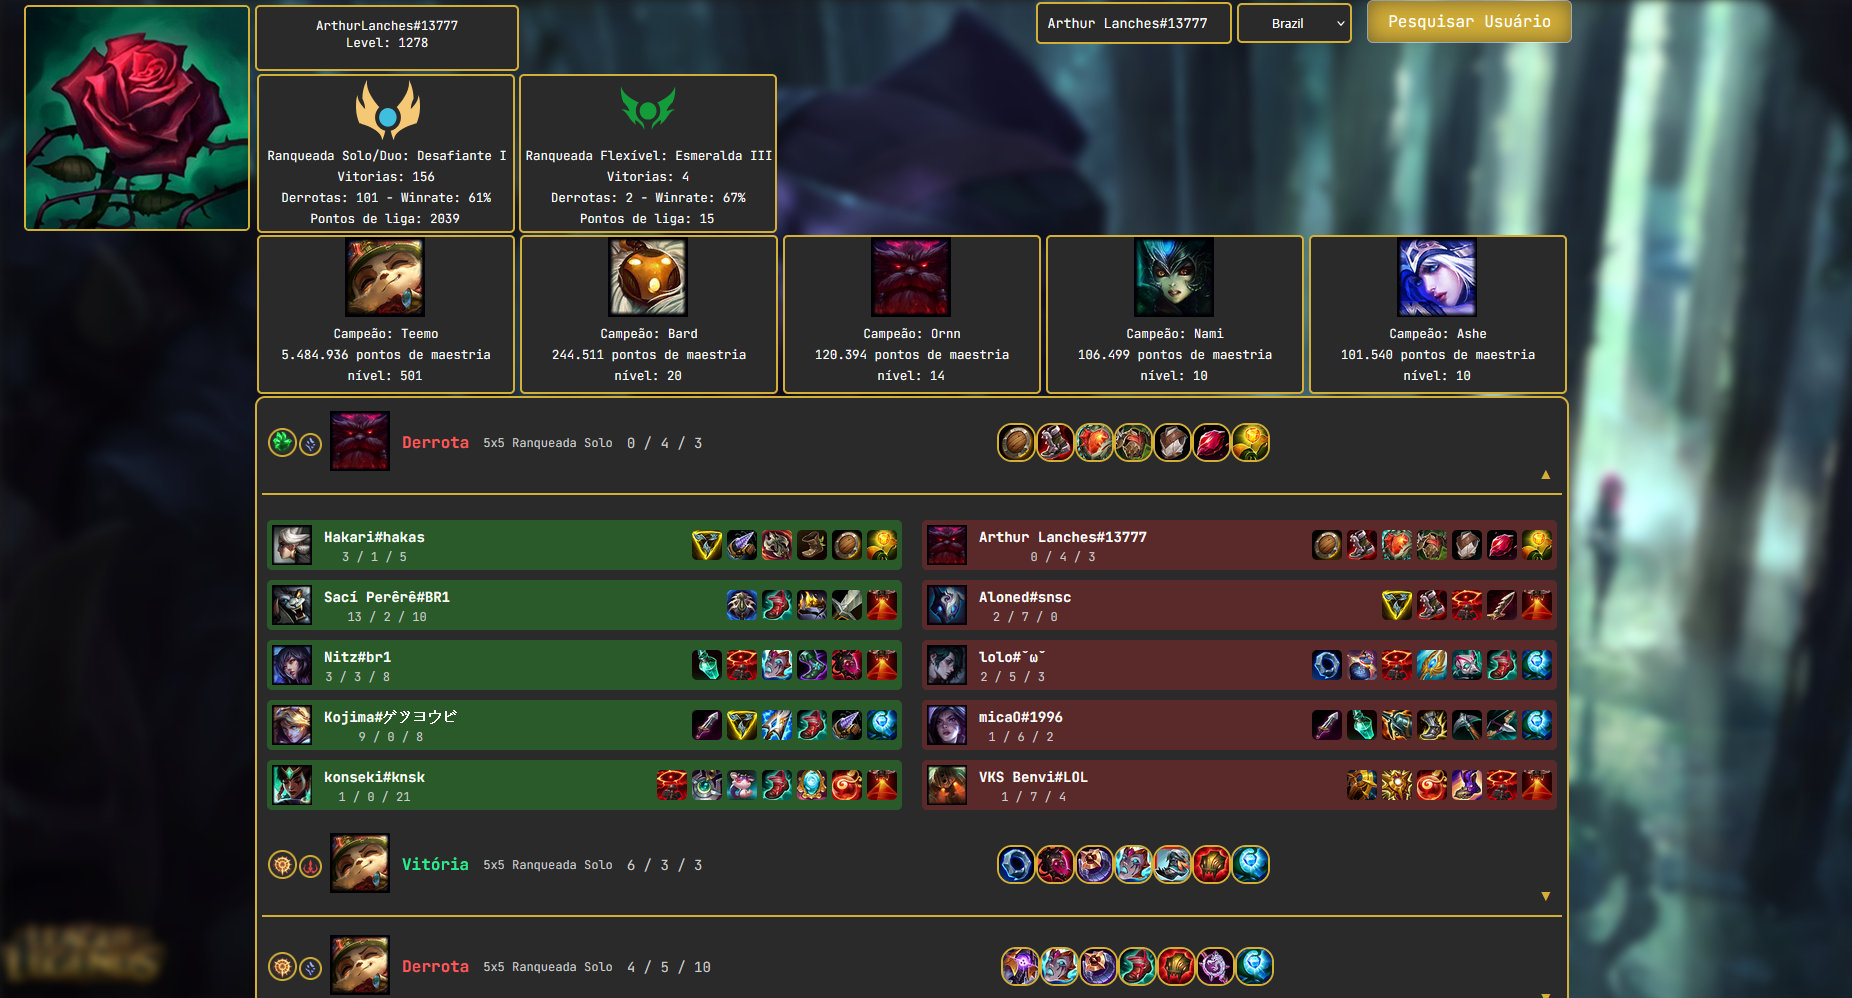 ArthurLanches#13777
Level: 1278
Arthur Lanches#13777
Brazil
Pesquisar Usuário
Ranqueada Solo/Duo: Desafiante I
Vitorias: 156
Derrotas: 101 - Winrate: 61%
Pontos de liga: 2039
Ranqueada Flexível: Esmeralda III
Vitorias: 4
Derrotas: 2 - Winrate: 67%
Pontos de liga: 15
Campeão: Teemo
5.484.936 pontos de maestria
nível: 501
Campeão: Bard
244.511 pontos de maestria
nível: 20
Campeão: Ornn
120.394 pontos de maestria
nível: 14
Campeão: Nami
106.499 pontos de maestria
nível: 10
Campeão: Ashe
101.540 pontos de maestria
nível: 10
Derrota 5x5 Ranqueada Solo 0 / 4 / 3
Hakari#hakas
3 / 1 / 5
Sací Perêrê#BR1
13 / 2 / 10
Nitz#br1
3 / 3 / 8
Kojima#ゲツヨウビ
9 / 0 / 8
konseki#knsk
1 / 0 / 21
Arthur Lanches#13777
0 / 4 / 3
Aloned#snsc
2 / 7 / 0
lolo#˘ω˘
2 / 5 / 3
micaO#1996
1 / 6 / 2
VKS Benvi#LOL
1 / 7 / 4
Vitória 5x5 Ranqueada Solo 6 / 3 / 3
Derrota 5x5 Ranqueada Solo 4 / 5 / 10
LEAGUE OF
LEGENDS